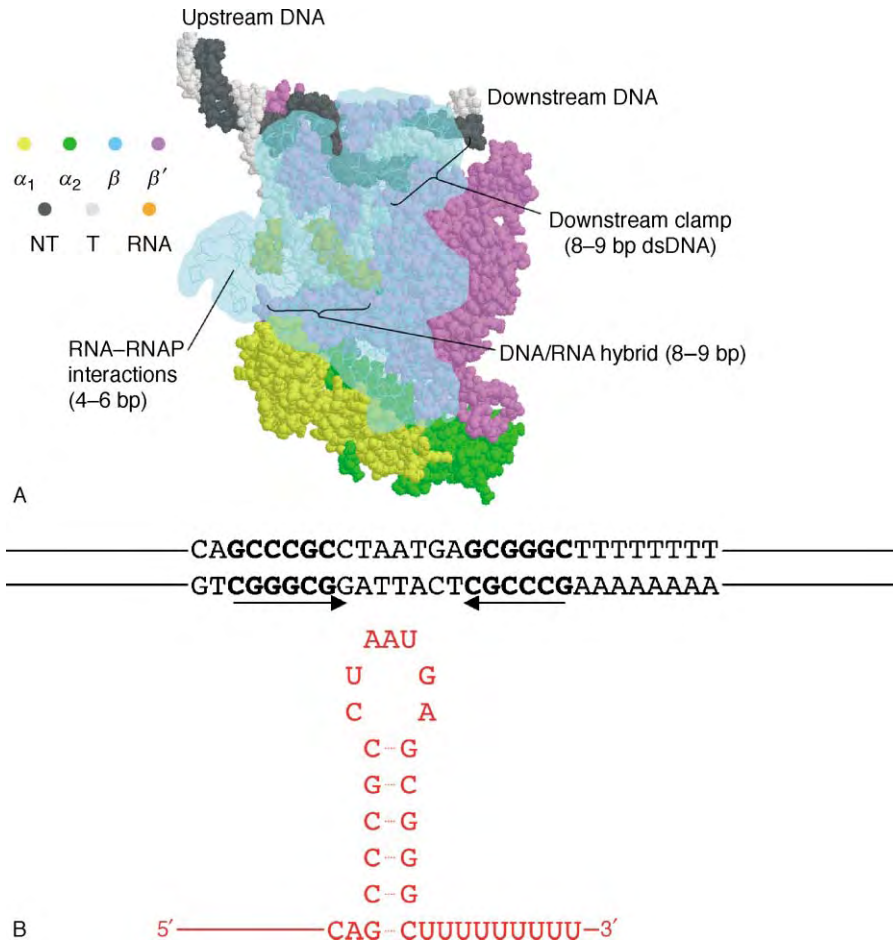 Upstream DNA
Downstream DNA
α₁ α₂ β β′
NT T RNA
Downstream clamp
(8–9 bp dsDNA)
RNA–RNAP
interactions
(4–6 bp)
DNA/RNA hybrid (8–9 bp)
A
CAGCCCGCCTAATGAGCGGGCTTTTTTTT
GTCGGGCGGATTACTCGCCCGAAAAAAAA
AAU
U G
C A
C G
G C
C G
C G
C G
B 5′ CAG CUUUUUUUUU–3′